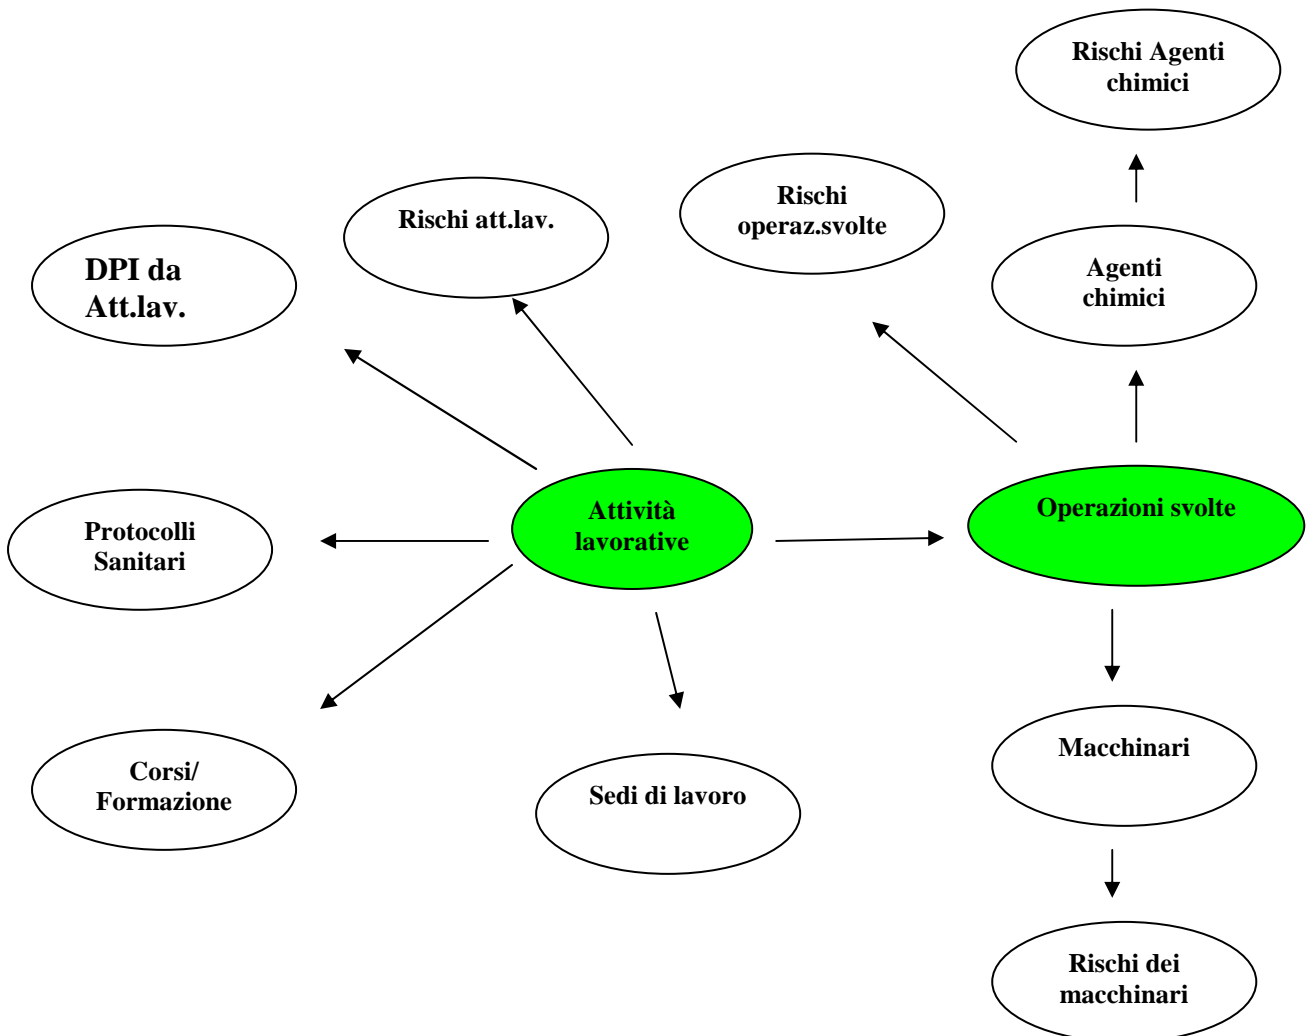 Rischi Agenti
chimici
Rischi
operaz.svolte
Rischi att.lav.
DPI da
Att.lav.
Agenti
chimici
Attività
lavorative
Operazioni svolte
Protocolli
Sanitari
Macchinari
Corsi/
Formazione
Sedi di lavoro
Rischi dei
macchinari